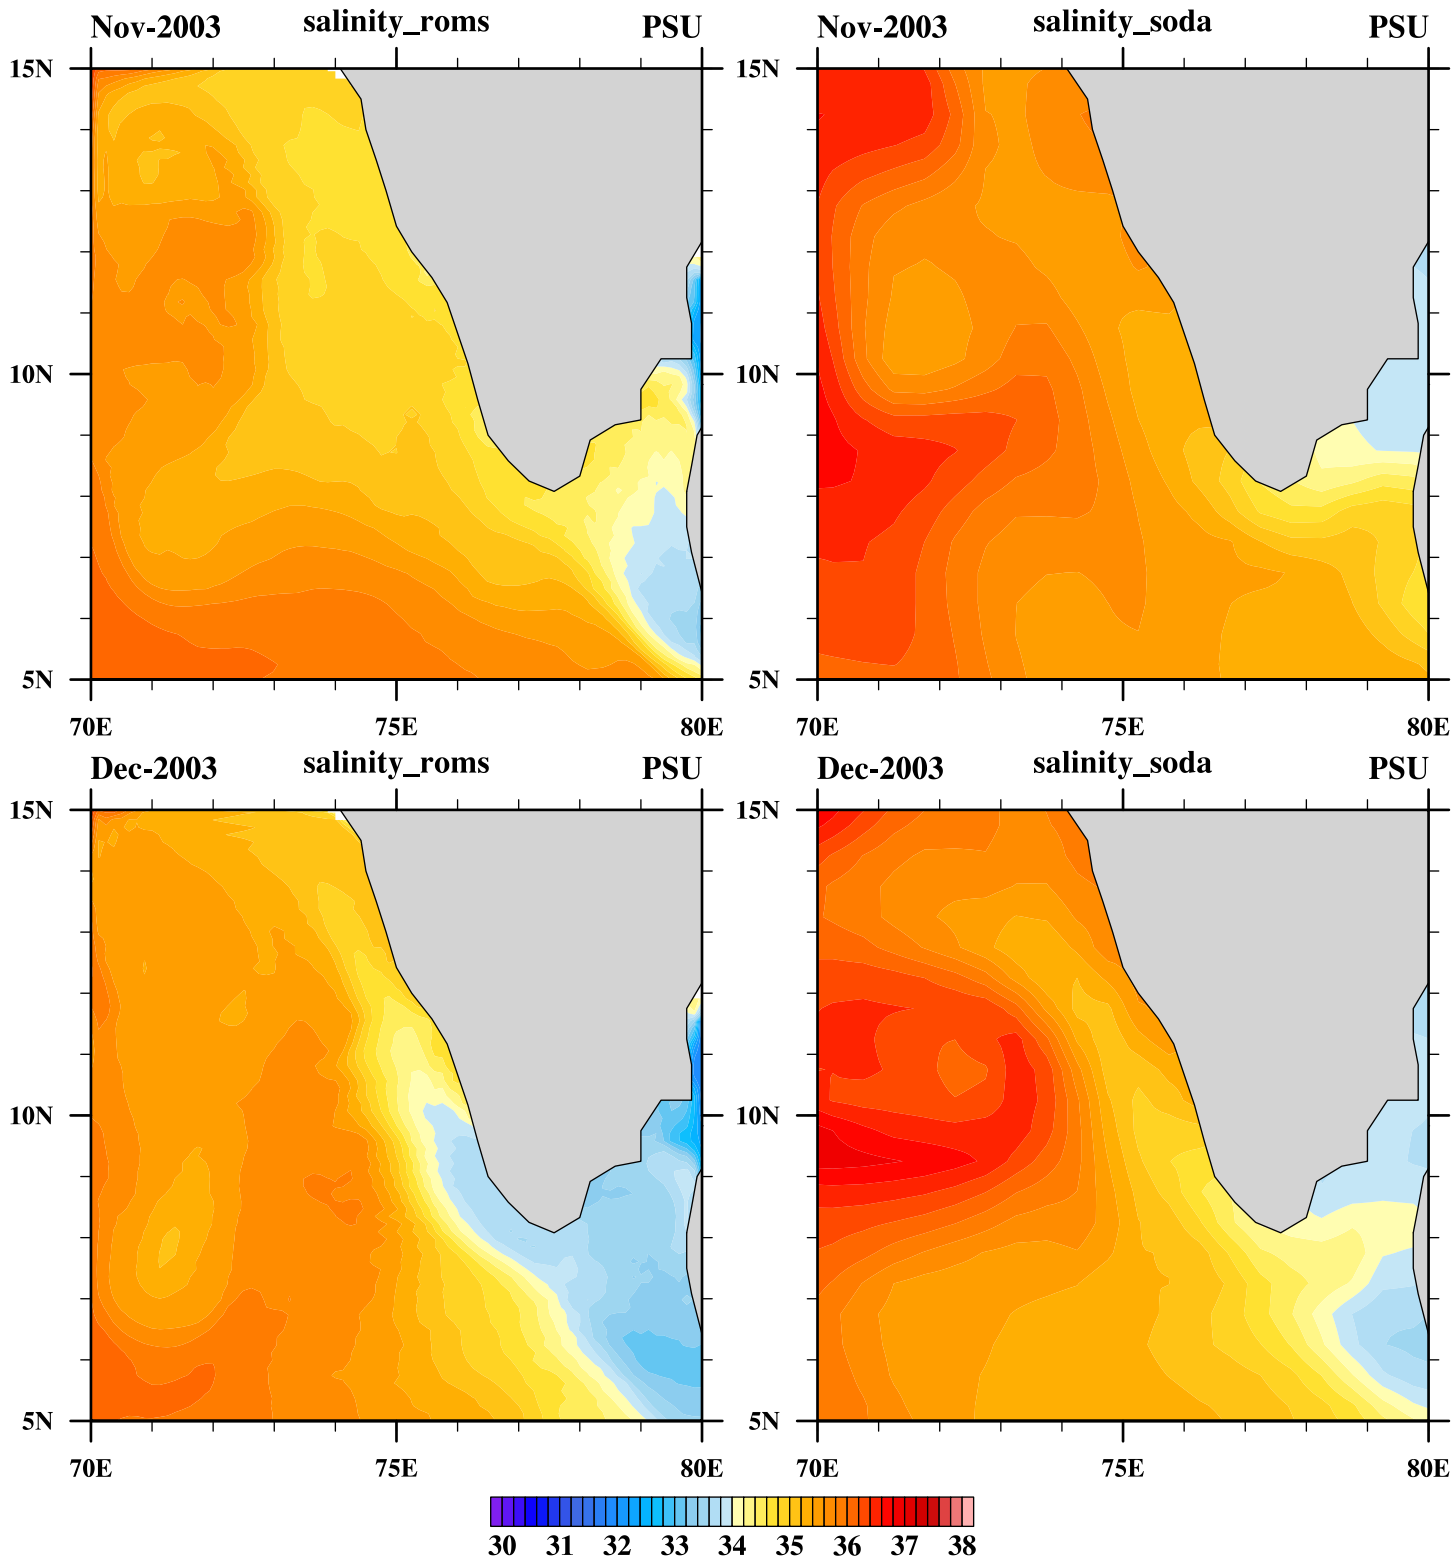 Nov-2003 salinity_roms PSU
Nov-2003 salinity_soda PSU
15N
15N
10N
10N
5N
5N
70E 75E 80E
70E 75E 80E
Dec-2003 salinity_roms PSU
Dec-2003 salinity_soda PSU
15N
15N
10N
10N
5N
5N
70E 75E 80E
70E 75E 80E
30 31 32 33 34 35 36 37 38